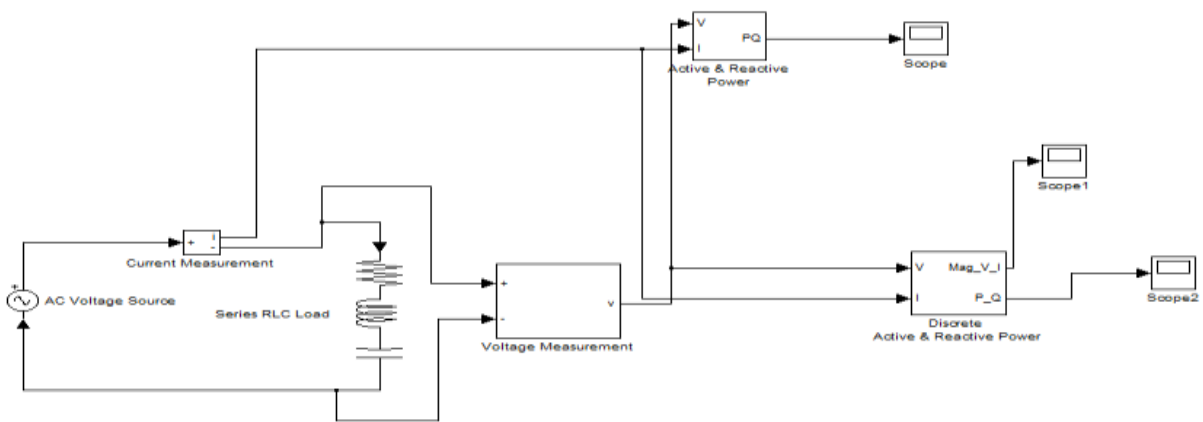 V
I
PQ
Active & Reactive
Power
Scope
Scope1
+
i
-
Current Measurement
+
AC Voltage Source
Series RLC Load
+
-
v
Voltage Measurement
V
I
Mag_V_I
P_Q
Discrete
Active & Reactive Power
Scope2